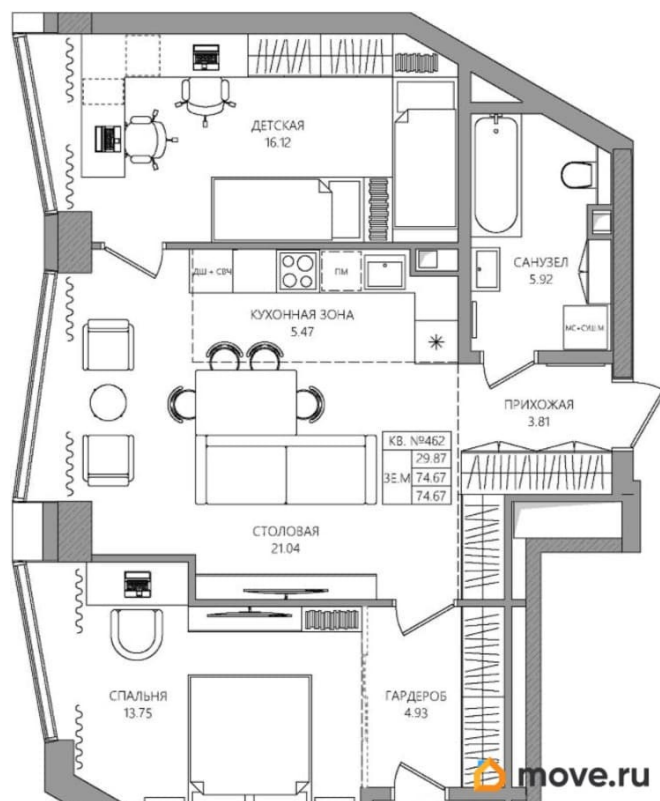 ДЕТСКАЯ
16.12
ДШ + СВЧ
ПМ
САНУЗЕЛ
5.92
КУХОННАЯ ЗОНА
5.47
МС+СУШ.М
ПРИХОЖАЯ
3.81
КВ. №462
29.87
3Е.М 74.67
74.67
СТОЛОВАЯ
21.04
СПАЛЬНЯ
13.75
ГАРДЕРОБ
4.93
move.ru